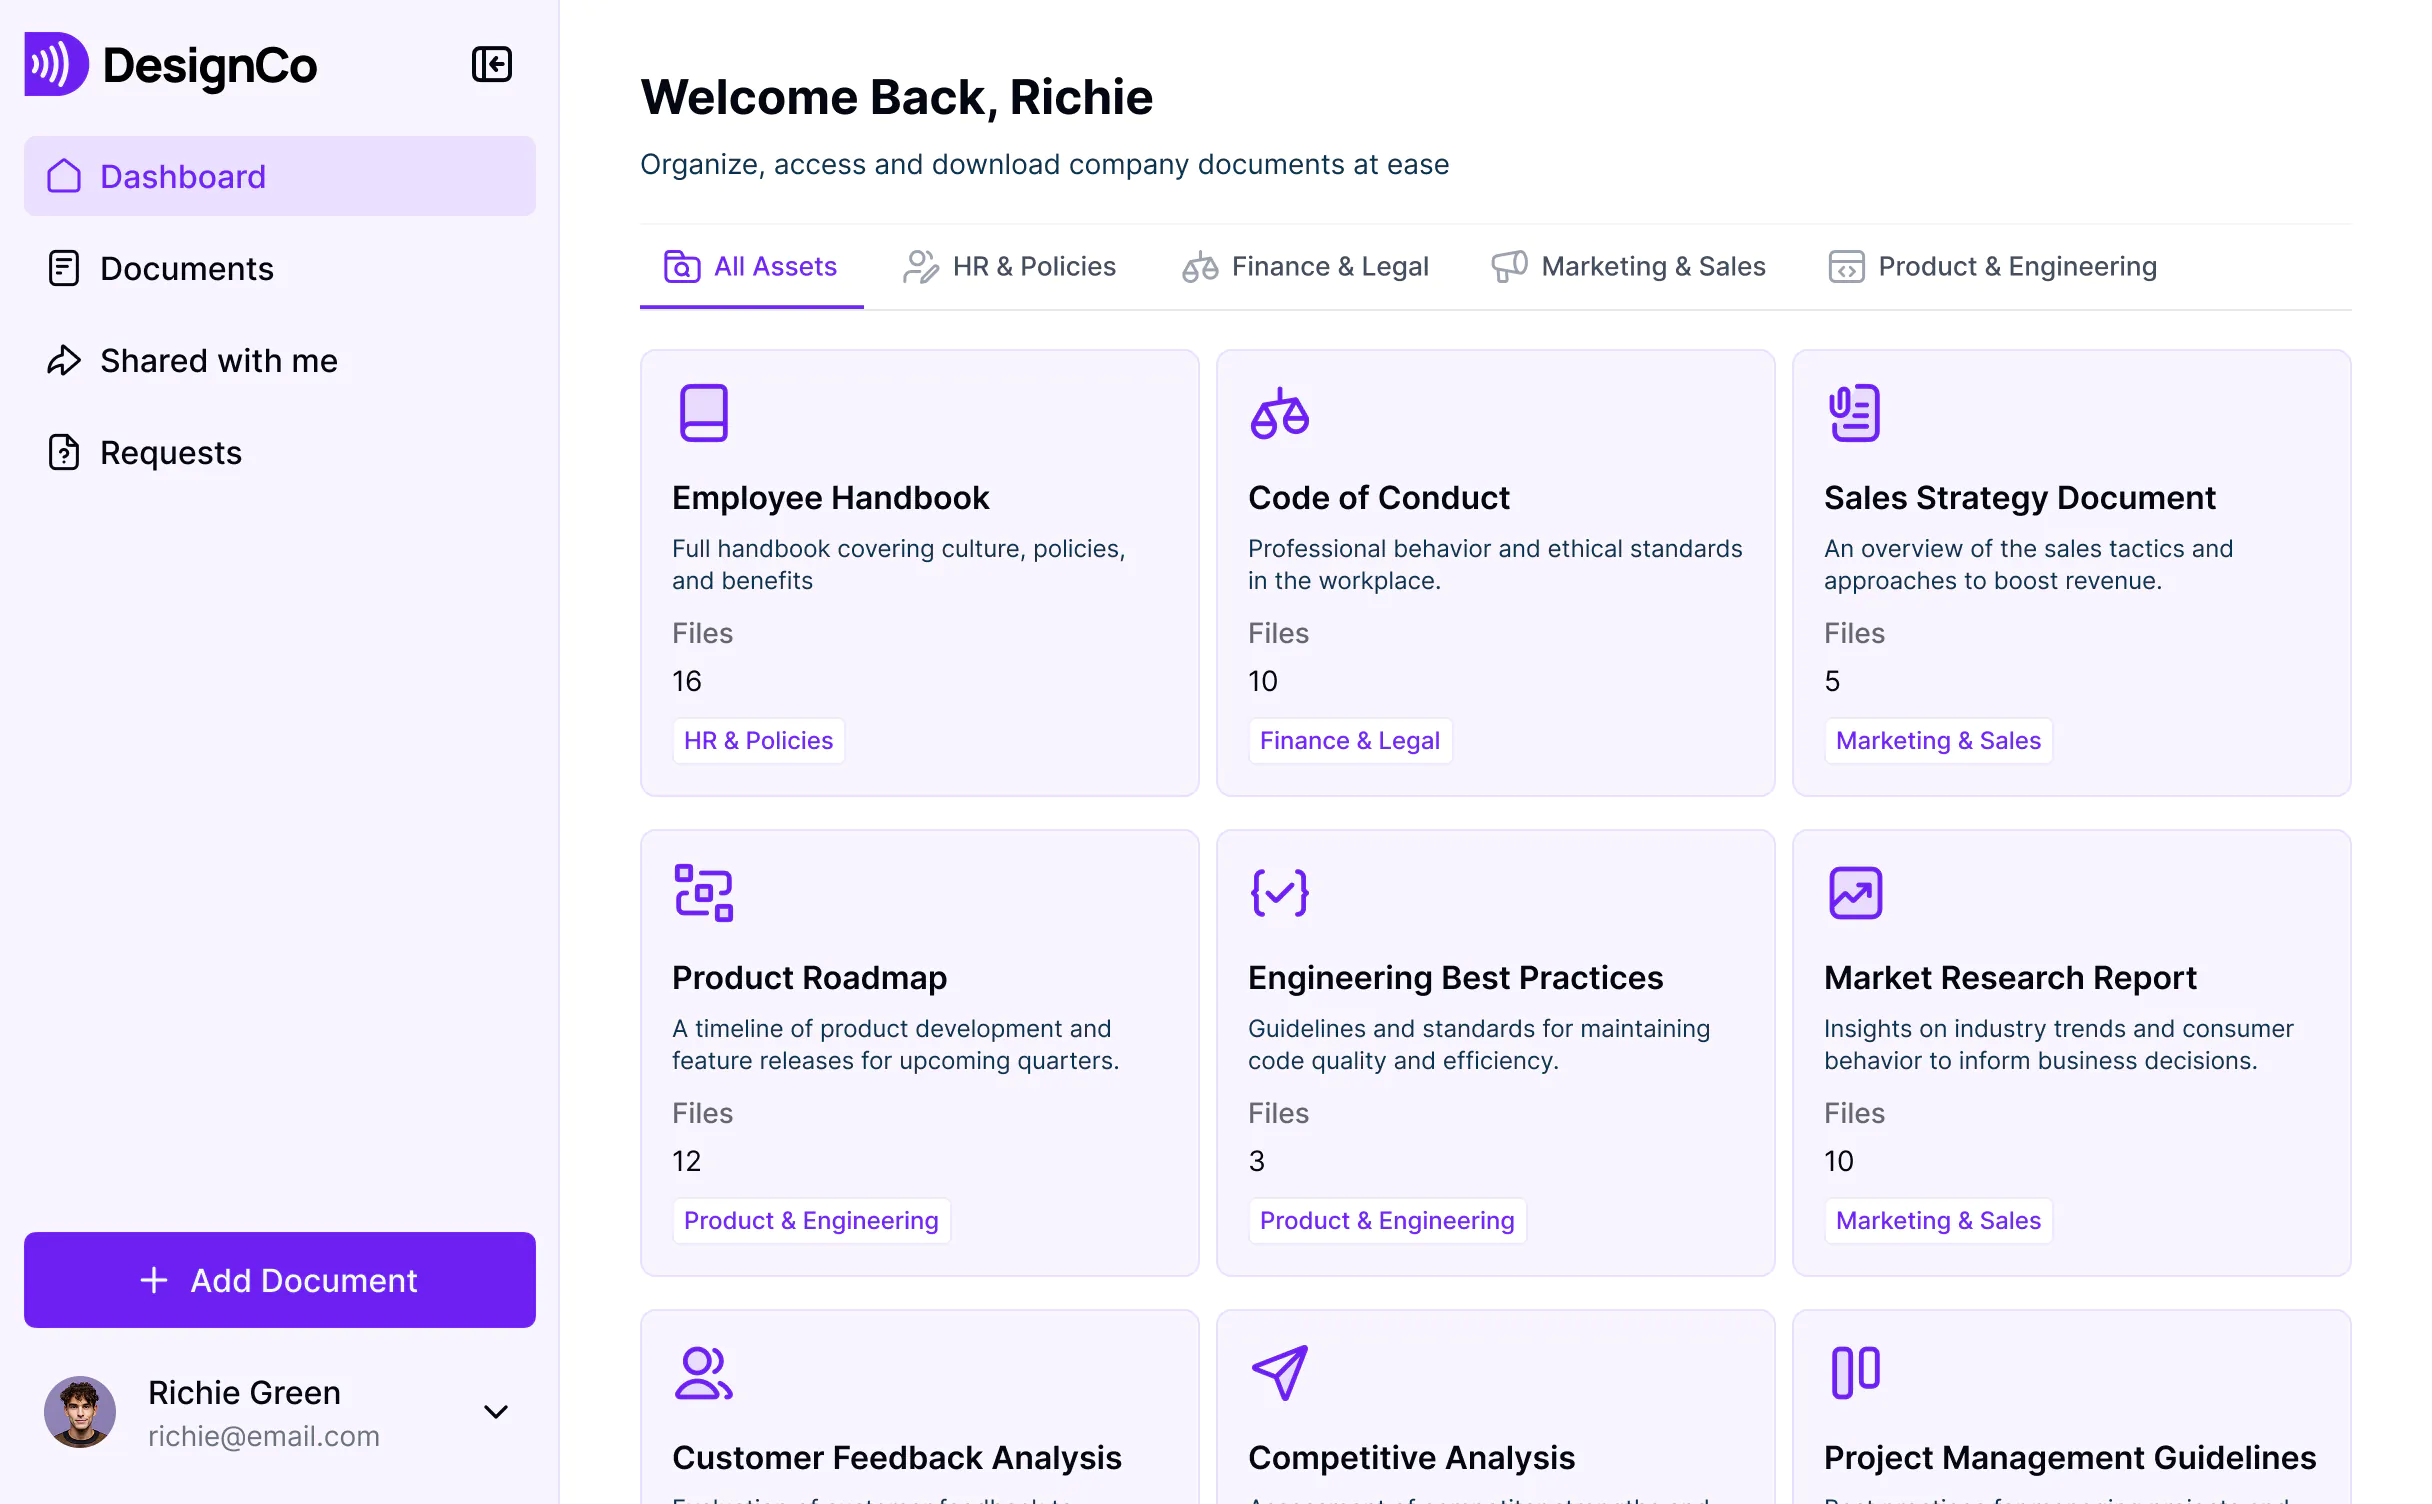 DesignCo
Dashboard
Documents
Shared with me
Requests
Add Document
Richie Green
richie@email.com
Welcome Back, Richie
Organize, access and download company documents at ease
All Assets
HR & Policies
Finance & Legal
Marketing & Sales
Product & Engineering
Employee Handbook
Full handbook covering culture, policies,
and benefits
Files
16
HR & Policies
Code of Conduct
Professional behavior and ethical standards
in the workplace.
Files
10
Finance & Legal
Sales Strategy Document
An overview of the sales tactics and
approaches to boost revenue.
Files
5
Marketing & Sales
Product Roadmap
A timeline of product development and
feature releases for upcoming quarters.
Files
12
Product & Engineering
Engineering Best Practices
Guidelines and standards for maintaining
code quality and efficiency.
Files
3
Product & Engineering
Market Research Report
Insights on industry trends and consumer
behavior to inform business decisions.
Files
10
Marketing & Sales
Customer Feedback Analysis
Competitive Analysis
Project Management Guidelines